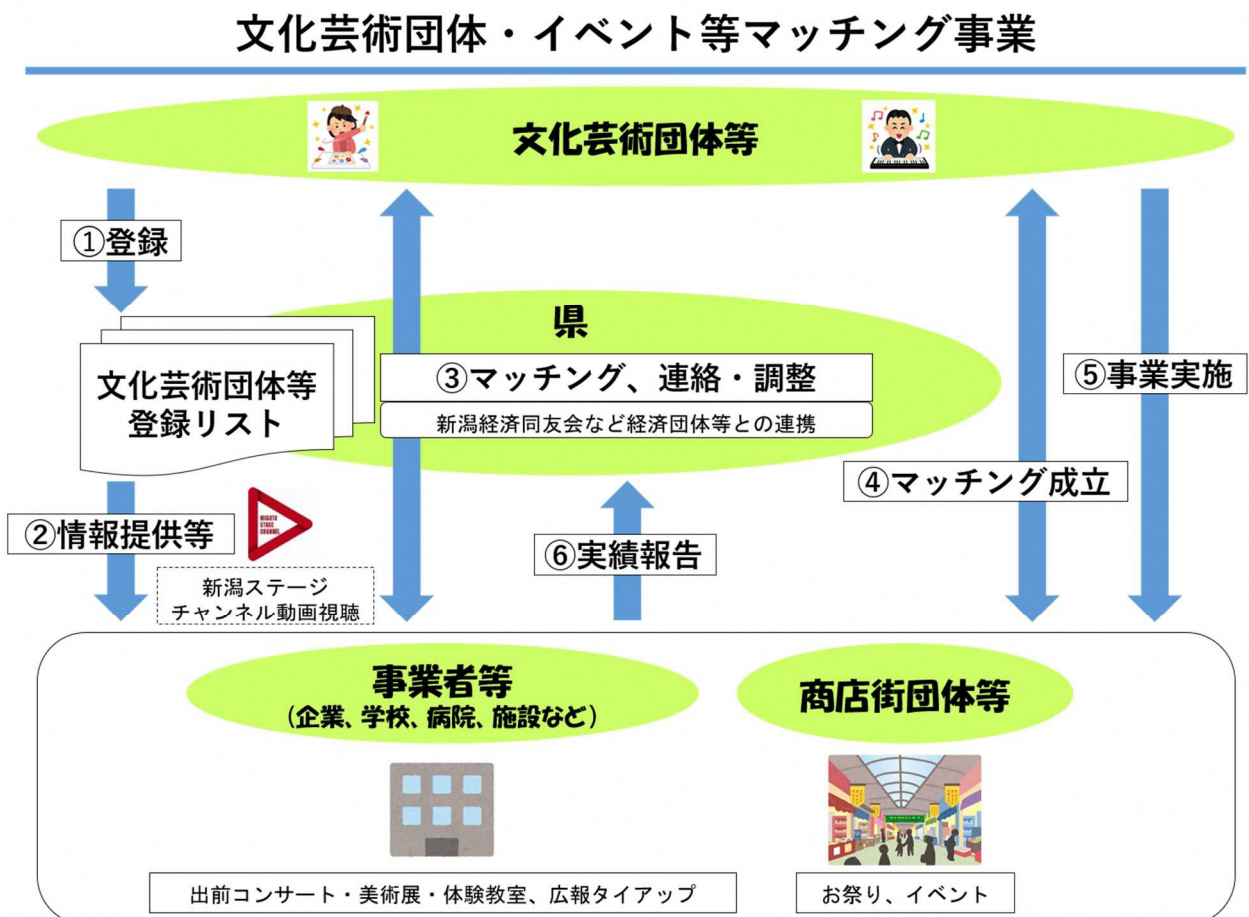 文化芸術団体・イベント等マッチング事業
文化芸術団体等
①登録
県
文化芸術団体等
登録リスト
③マッチング、連絡・調整
新潟経済同友会など経済団体等との連携
⑤事業実施
④マッチング成立
②情報提供等
NIIGATA
STAGE
CHANNEL
新潟ステージ
チャンネル動画視聴
⑥実績報告
事業者等
(企業、学校、病院、施設など)
商店街団体等
出前コンサート・美術展・体験教室、広報タイアップ
お祭り、イベント